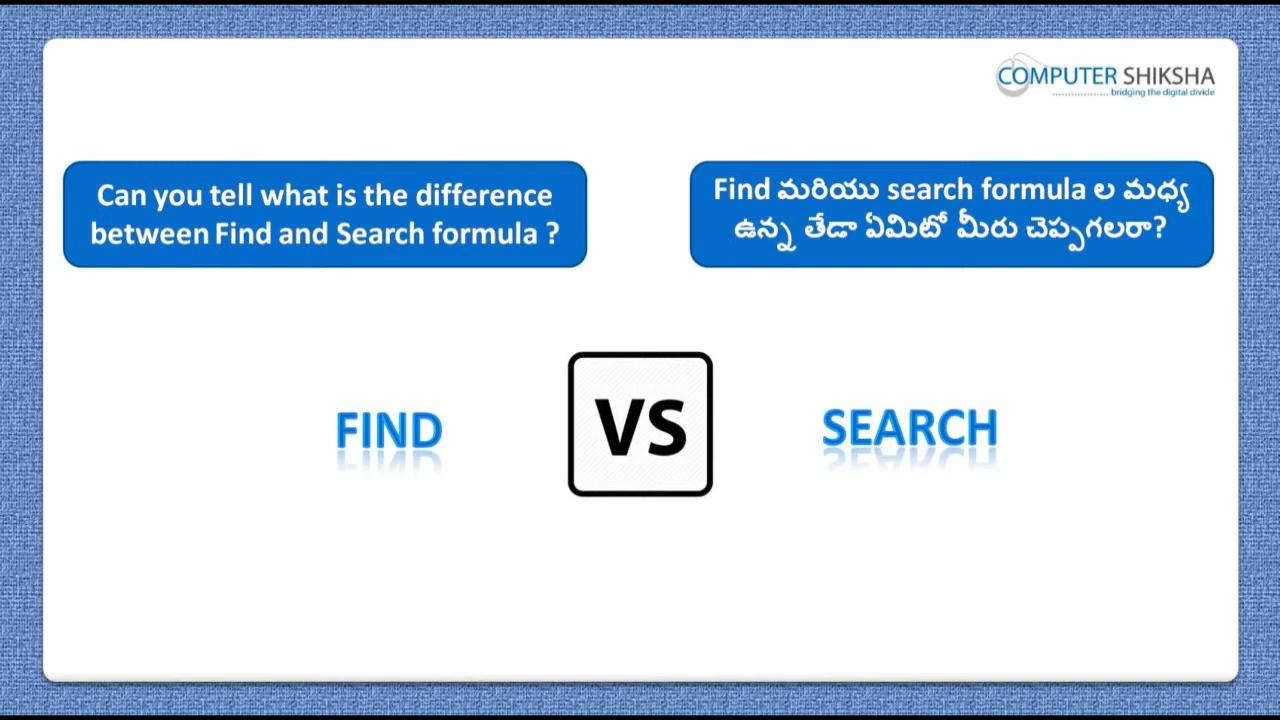 COMPUTER SHIKSHA
.................. bridging the digital divide
Can you tell what is the difference
between Find and Search formula ?
Find మరియు search formula ల మధ్య
ఉన్న తేడా ఏమిటో మీరు చెప్పగలరా?
FIND
VS
SEARCH